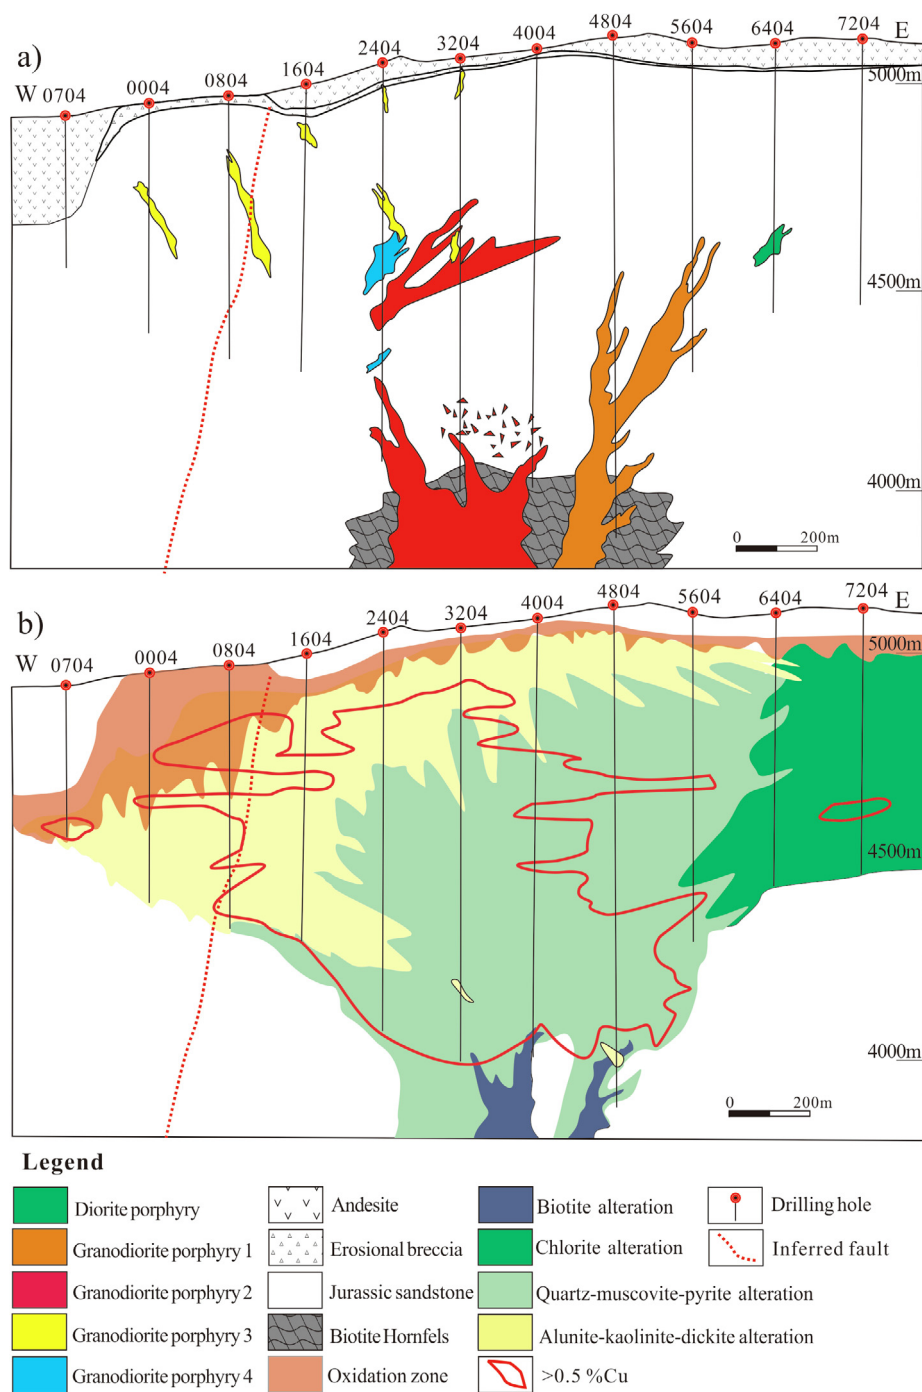 a)
W
E
0704
0004
0804
1604
2404
3204
4004
4804
5604
6404
7204
5000m
4500m
4000m
0
200m
b)
W
E
0704
0004
0804
1604
2404
3204
4004
4804
5604
6404
7204
5000m
4500m
4000m
0
200m
Legend
Diorite porphyry
Granodiorite porphyry 1
Granodiorite porphyry 2
Granodiorite porphyry 3
Granodiorite porphyry 4
Andesite
Erosional breccia
Jurassic sandstone
Biotite Hornfels
Oxidation zone
Biotite alteration
Chlorite alteration
Quartz-muscovite-pyrite alteration
Alunite-kaolinite-dickite alteration
>0.5 %Cu
Drilling hole
Inferred fault